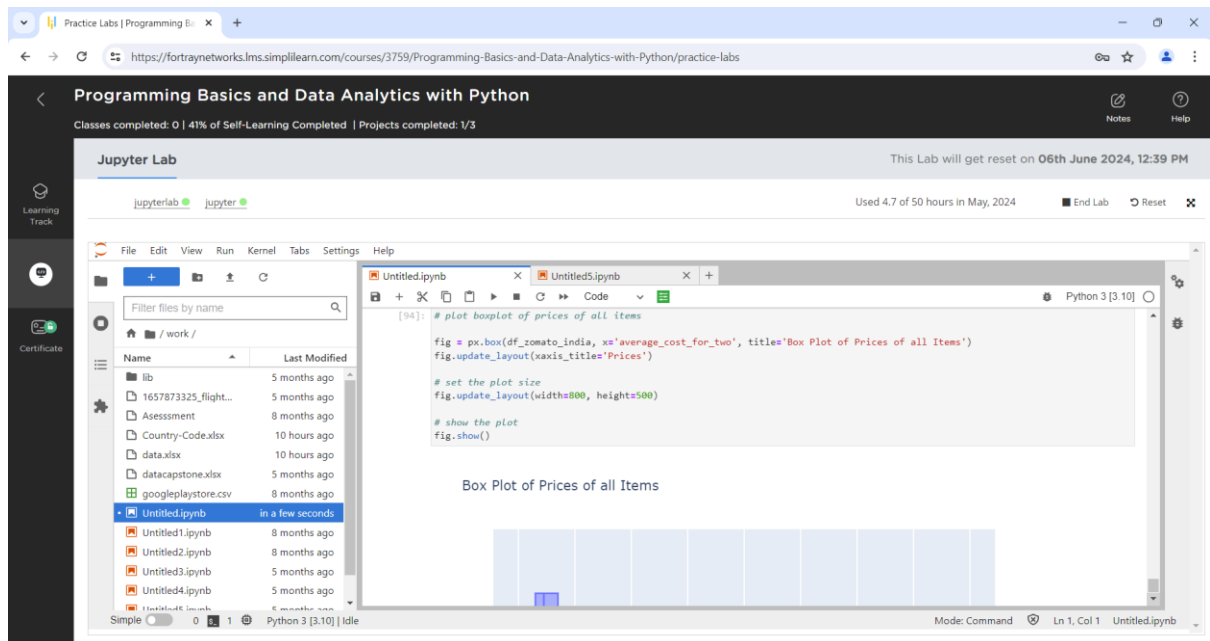 Practice Labs | Programming Ba
https://fortraynetworks.lms.simplilearn.com/courses/3759/Programming-Basics-and-Data-Analytics-with-Python/practice-labs
Programming Basics and Data Analytics with Python
Classes completed: 0 | 41% of Self-Learning Completed | Projects completed: 1/3
Notes
Help
Learning
Track
Certificate
Jupyter Lab
This Lab will get reset on 06th June 2024, 12:39 PM
jupyterlab jupyter
Used 4.7 of 50 hours in May, 2024
End Lab
Reset
File Edit View Run Kernel Tabs Settings Help
Filter files by name
/ work /
Name Last Modified
lib 5 months ago
1657873325_flight... 5 months ago
Asesssment 8 months ago
Country-Code.xlsx 10 hours ago
data.xlsx 10 hours ago
datacapstone.xlsx 5 months ago
googleplaystore.csv 8 months ago
Untitled.ipynb in a few seconds
Untitled1.ipynb 8 months ago
Untitled2.ipynb 8 months ago
Untitled3.ipynb 5 months ago
Untitled4.ipynb 5 months ago
Untitled5.ipynb 5 months ago
Untitled.ipynb
Untitled5.ipynb
Code
Python 3 [3.10]
[94]: # plot boxplot of prices of all items
fig = px.box(df_zomato_india, x='average_cost_for_two', title='Box Plot of Prices of all Items')
fig.update_layout(xaxis_title='Prices')
# set the plot size
fig.update_layout(width=800, height=500)
# show the plot
fig.show()
Box Plot of Prices of all Items
Simple 0 1 Python 3 [3.10] | Idle
Mode: Command Ln 1, Col 1 Untitled.ipynb